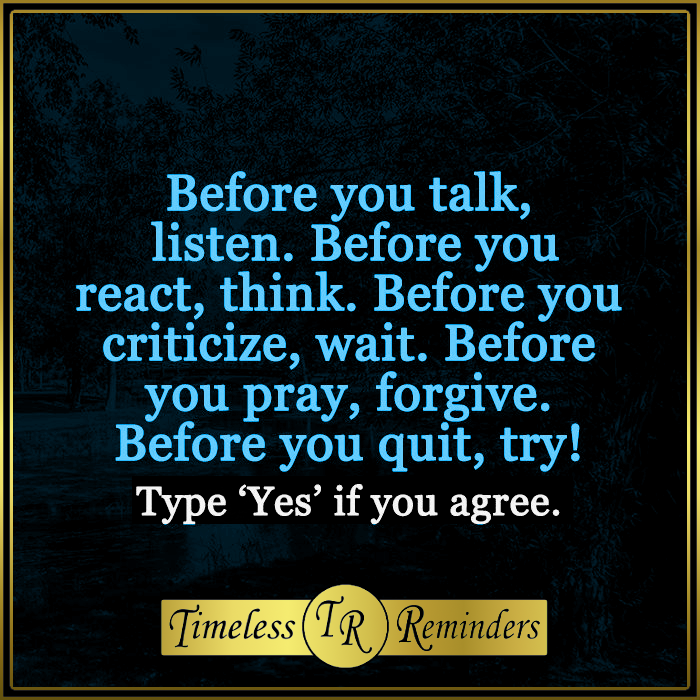 Before you talk,
listen. Before you
react, think. Before you
criticize, wait. Before
you pray, forgive.
Before you quit, try!
Type ‘Yes’ if you agree.
Timeless TR Reminders